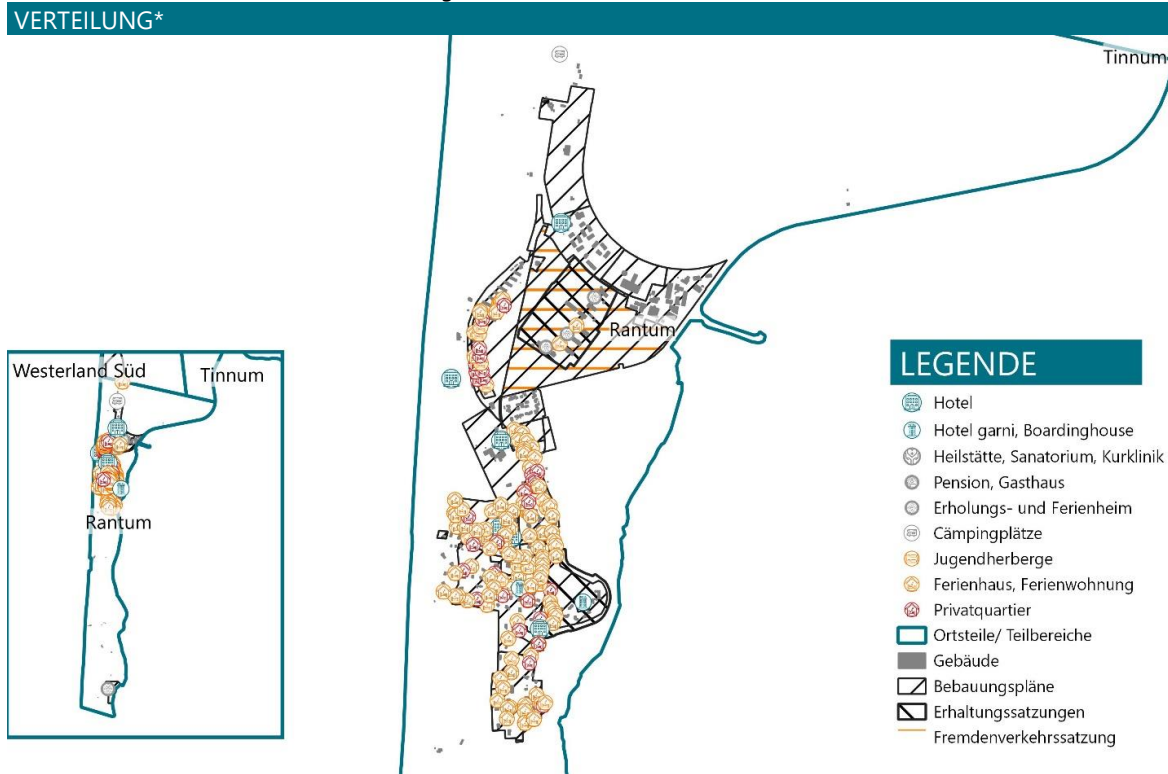 VERTEILUNG*
Tinnum
Rantum
Westerland Süd
Tinnum
Rantum
LEGENDE
Hotel
Hotel garni, Boardinghouse
Heilstätte, Sanatorium, Kurklinik
Pension, Gasthaus
Erholungs- und Ferienheim
Cämpingplätze
Jugendherberge
Ferienhaus, Ferienwohnung
Privatquartier
Ortsteile/ Teilbereiche
Gebäude
Bebauungspläne
Erhaltungssatzungen
Fremdenverkehrssatzung